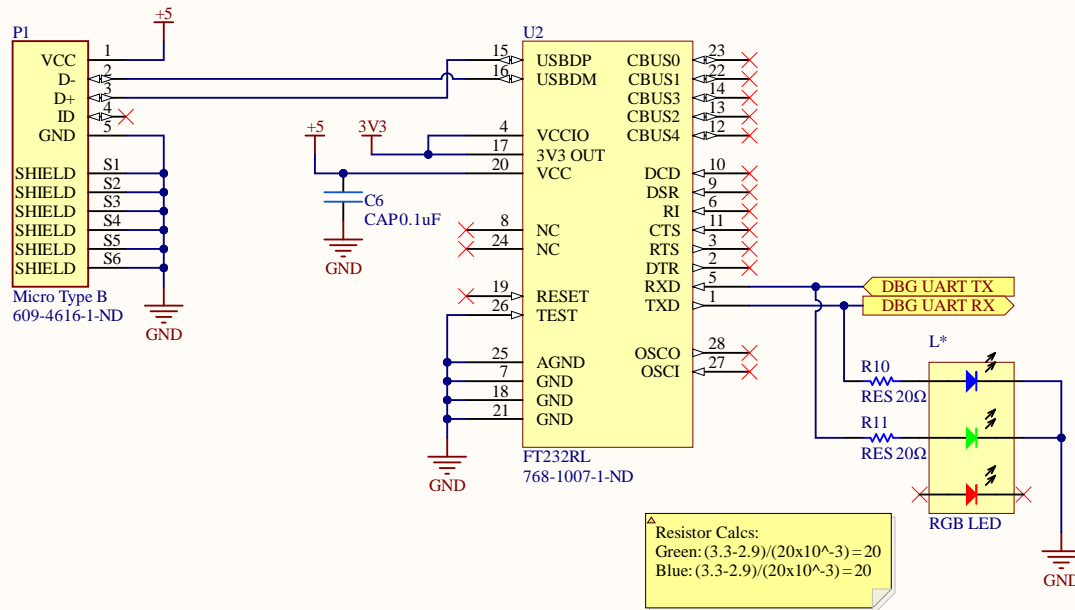 P1
+5
VCC 1
D- 2
D+ 3
ID 4
GND 5
SHIELD S1
SHIELD S2
SHIELD S3
SHIELD S4
SHIELD S5
SHIELD S6
Micro Type B
609-4616-1-ND
GND
+5
3V3
C6
CAP 0.1uF
GND
U2
15 USBDP
16 USBDM
4 VCCIO
17 3V3 OUT
20 VCC
8 NC
24 NC
19 RESET
26 TEST
25 AGND
7 GND
18 GND
21 GND
CBUS0 23
CBUS1 22
CBUS3 14
CBUS2 13
CBUS4 12
DCD 10
DSR 9
RI 6
CTS 11
RTS 3
DTR 2
RXD 5
TXD 1
OSCO 28
OSCI 27
FT232RL
768-1007-1-ND
GND
DBG UART TX
DBG UART RX
L*
R10
RES 20Ω
R11
RES 20Ω
RGB LED
GND
Resistor Calcs:
Green: (3.3-2.9)/(20x10^-3) = 20
Blue: (3.3-2.9)/(20x10^-3) = 20